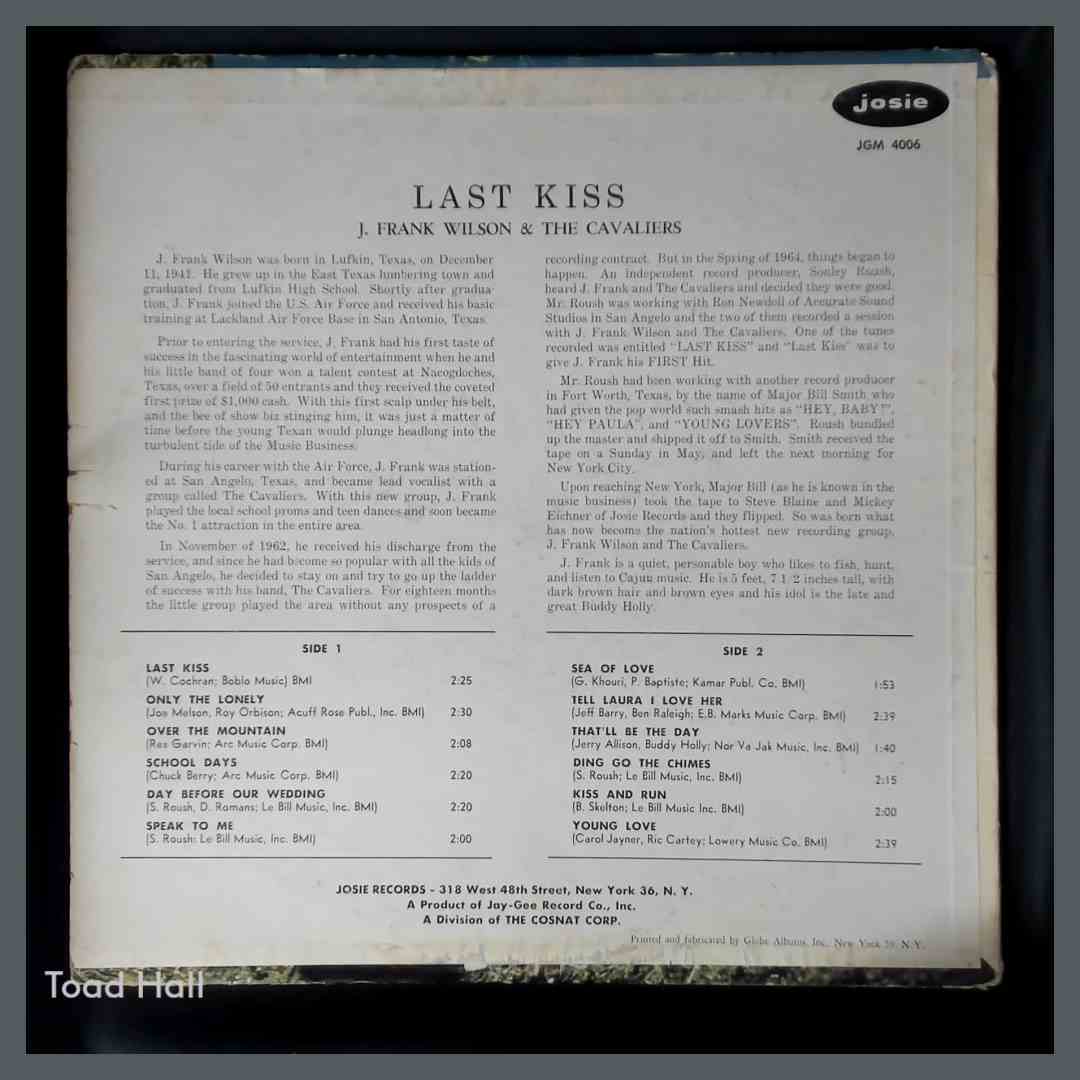 josie
JGM 4006
LAST KISS
J. FRANK WILSON & THE CAVALIERS
J. Frank Wilson was born in Lufkin, Texas, on December
11, 1941. He grew up in the East Texas lumbering town and
graduated from Lufkin High School. Shortly after gradua-
tion, J. Frank joined the U.S. Air Force and received his basic
training at Lackland Air Force Base in San Antonio, Texas.
Prior to entering the service, J. Frank had his first taste of
success in the fascinating world of entertainment when he and
his little band of four won a talent contest at Nacogdoches,
Texas, over a field of 50 entrants and they received the coveted
first prize of $1,000 cash. With this first scalp under his belt,
and the bee of show biz stinging him, it was just a matter of
time before the young Texan would plunge headlong into the
turbulent tide of the Music Business.
During his career with the Air Force, J. Frank was station-
ed at San Angelo, Texas, and became lead vocalist with a
group called The Cavaliers. With this new group, J. Frank
played the local school proms and teen dances and soon became
the No. 1 attraction in the entire area.
In November of 1962, he received his discharge from the
service, and since he had become so popular with all the kids of
San Angelo, he decided to stay on and try to go up the ladder
of success with his band, The Cavaliers. For eighteen months
the little group played the area without any prospects of a
recording contract. But in the Spring of 1964, things began to
happen. An independent record producer, Sonley Roush,
heard J. Frank and The Cavaliers and decided they were good.
Mr. Roush was working with Ron Newdoll of Accurate Sound
Studios in San Angelo and the two of them recorded a session
with J. Frank Wilson and The Cavaliers. One of the tunes
recorded was entitled "LAST KISS" and "Last Kiss" was to
give J. Frank his FIRST Hit.
Mr. Roush had been working with another record producer
in Fort Worth, Texas, by the name of Major Bill Smith who
had given the pop world such smash hits as "HEY, BABY!",
"HEY PAULA", and "YOUNG LOVERS". Roush bundled
up the master and shipped it off to Smith. Smith received the
tape on a Sunday in May, and left the next morning for
New York City.
Upon reaching New York, Major Bill (as he is known in the
music business) took the tape to Steve Blaine and Mickey
Eichner of Josie Records and they flipped. So was born what
has now become the nation's hottest new recording group,
J. Frank Wilson and The Cavaliers.
J. Frank is a quiet, personable boy who likes to fish, hunt,
and listen to Cajun music. He is 5 feet, 7 1/2 inches tall, with
dark brown hair and brown eyes and his idol is the late and
great Buddy Holly.
SIDE 1
LAST KISS
(W. Cochran; Boblo Music) BMI 2:25
ONLY THE LONELY
(Joe Melson, Roy Orbison; Acuff Rose Publ., Inc. BMI) 2:30
OVER THE MOUNTAIN
(Rex Garvin; Arc Music Corp. BMI) 2:08
SCHOOL DAYS
(Chuck Berry; Arc Music Corp. BMI) 2:20
DAY BEFORE OUR WEDDING
(S. Roush, D. Romans; Le Bill Music, Inc. BMI) 2:20
SPEAK TO ME
(S. Roush; Le Bill Music, Inc. BMI) 2:00
SIDE 2
SEA OF LOVE
(G. Khouri, P. Baptiste; Kamar Publ. Co. BMI) 1:53
TELL LAURA I LOVE HER
(Jeff Barry, Ben Raleigh; E.B. Marks Music Corp. BMI) 2:39
THAT'LL BE THE DAY
(Jerry Allison, Buddy Holly; Nor Va Jak Music, Inc. BMI) 1:40
DING GO THE CHIMES
(S. Roush; Le Bill Music, Inc. BMI) 2:15
KISS AND RUN
(B. Skelton; Le Bill Music, Inc. BMI) 2:00
YOUNG LOVE
(Carol Jayner, Ric Cartey; Lowery Music Co. BMI) 2:39
JOSIE RECORDS - 318 West 48th Street, New York 36, N. Y.
A Product of Jay-Gee Record Co., Inc.
A Division of THE COSNAT CORP.
Printed and fabricated by Globe Albums, Inc., New York 59, N.Y.
Toad Hall